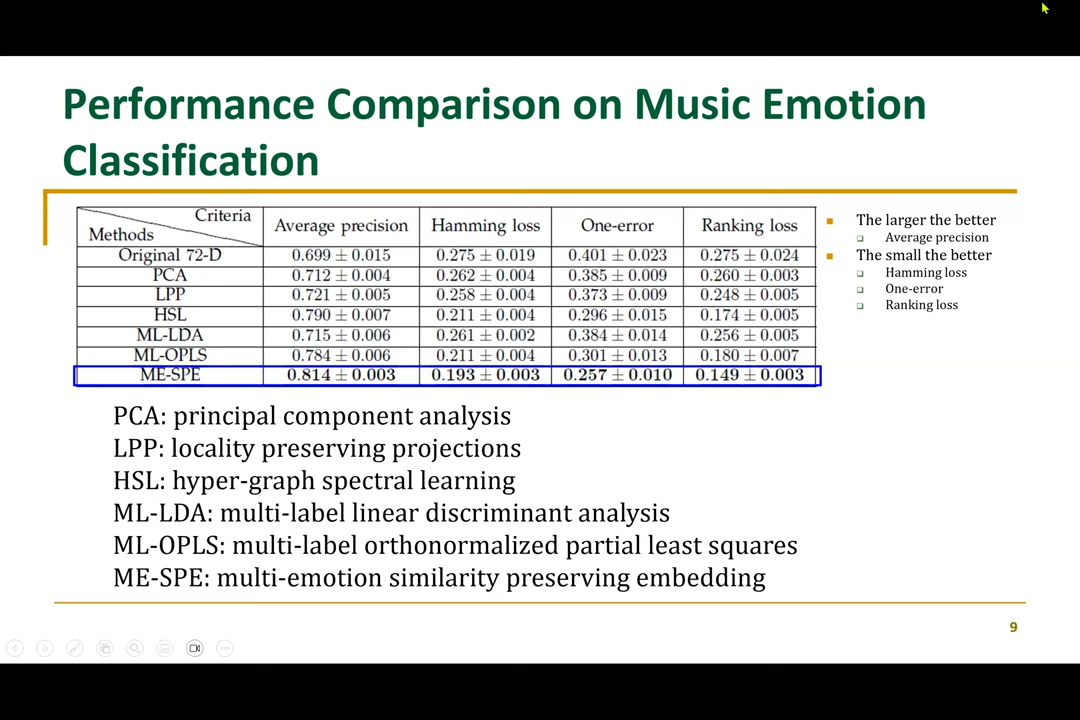 Performance Comparison on Music Emotion
Classification
Criteria
Methods
Average precision Hamming loss One-error Ranking loss
Original 72-D 0.699 ± 0.015 0.275 ± 0.019 0.401 ± 0.023 0.275 ± 0.024
PCA 0.712 ± 0.004 0.262 ± 0.004 0.385 ± 0.009 0.260 ± 0.003
LPP 0.721 ± 0.005 0.258 ± 0.004 0.373 ± 0.009 0.248 ± 0.005
HSL 0.790 ± 0.007 0.211 ± 0.004 0.296 ± 0.015 0.174 ± 0.005
ML-LDA 0.715 ± 0.006 0.261 ± 0.002 0.384 ± 0.014 0.256 ± 0.005
ML-OPLS 0.784 ± 0.006 0.211 ± 0.004 0.301 ± 0.013 0.180 ± 0.007
ME-SPE 0.814 ± 0.003 0.193 ± 0.003 0.257 ± 0.010 0.149 ± 0.003
The larger the better
Average precision
The small the better
Hamming loss
One-error
Ranking loss
PCA: principal component analysis
LPP: locality preserving projections
HSL: hyper-graph spectral learning
ML-LDA: multi-label linear discriminant analysis
ML-OPLS: multi-label orthonormalized partial least squares
ME-SPE: multi-emotion similarity preserving embedding
9